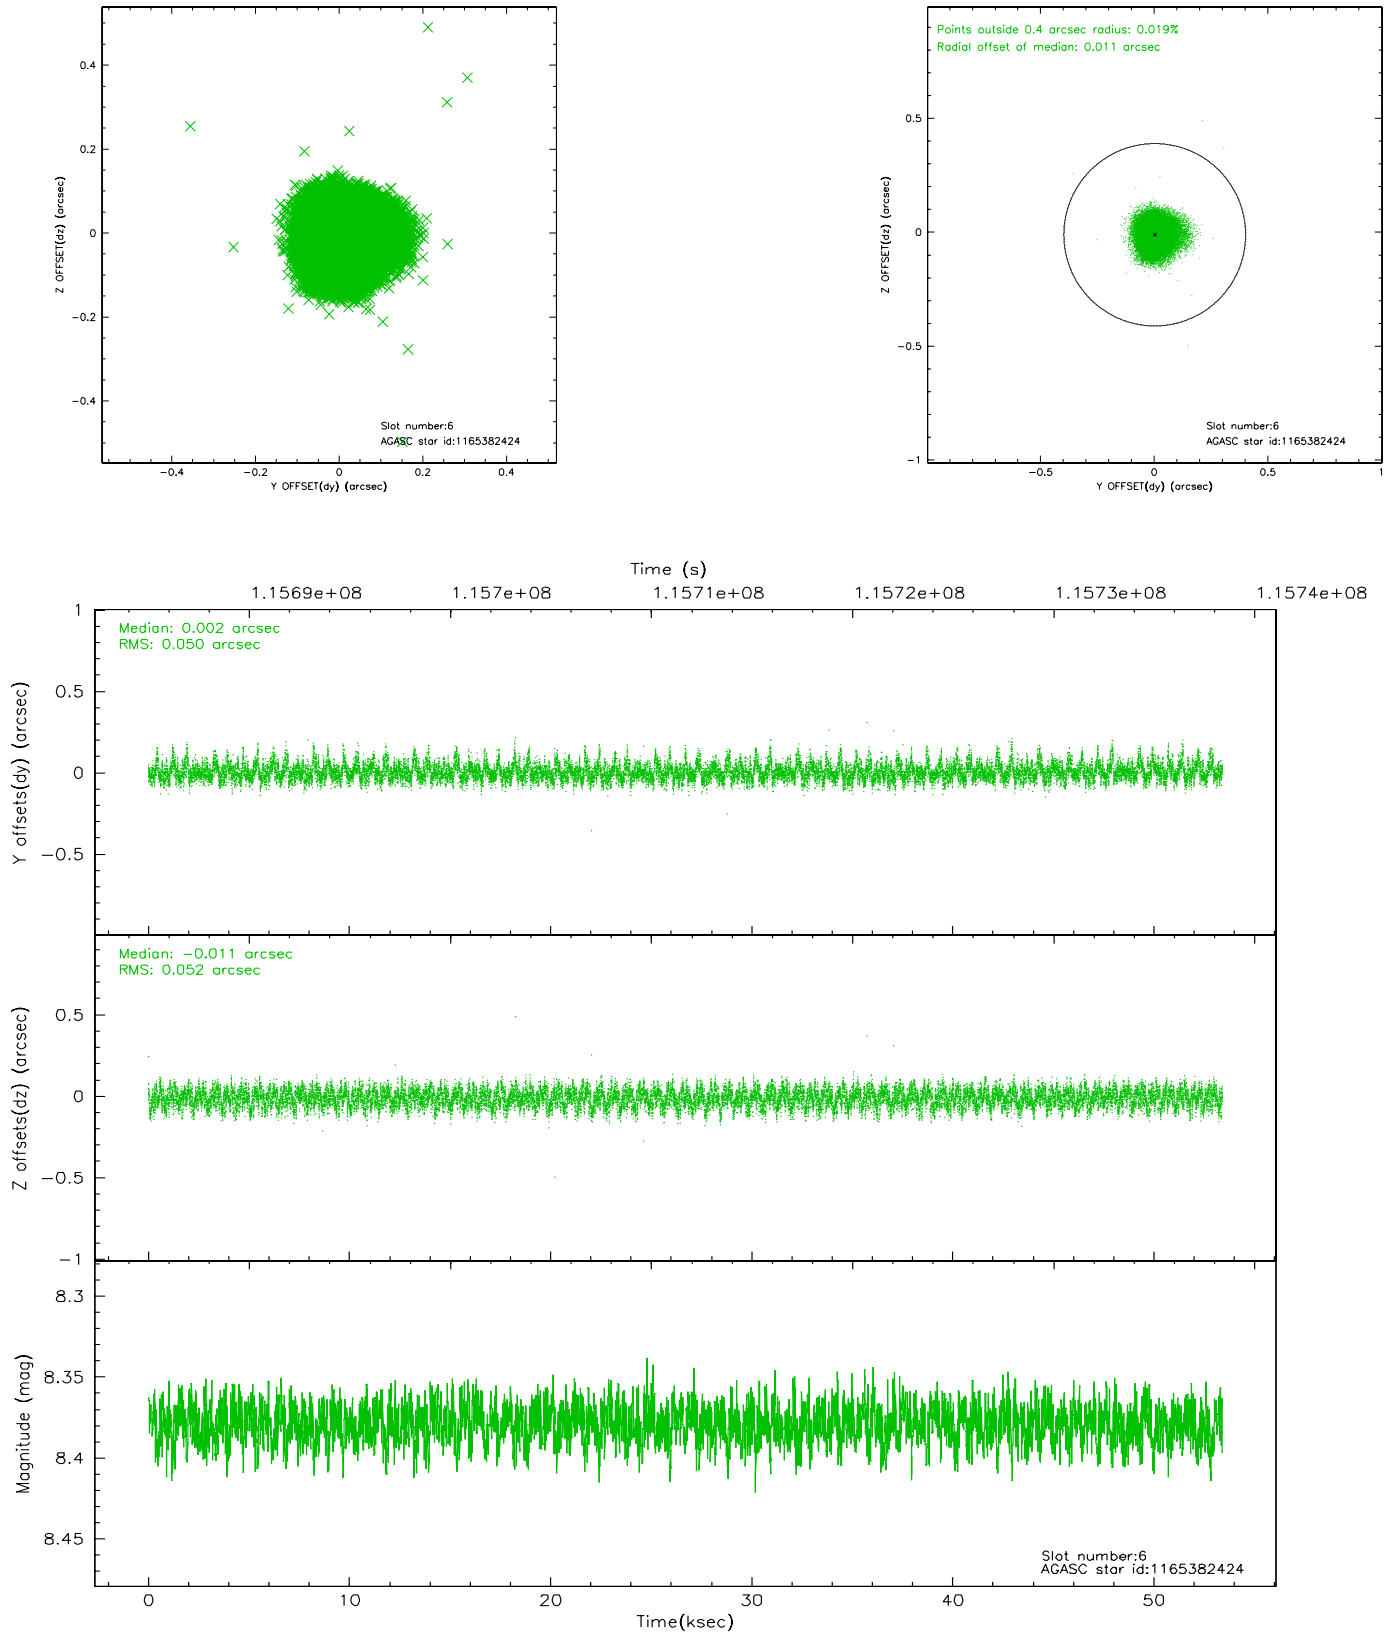 0.4
0.2
0
−0.2
−0.4
Z OFFSET(dz) (arcsec)
Slot number:6
AGASC star id:1165382424
−0.4
−0.2
0
0.2
0.4
Y OFFSET(dy) (arcsec)
Points outside 0.4 arcsec radius: 0.019%
Radial offset of median: 0.011 arcsec
0.5
0
−0.5
−1
Z OFFSET(dz) (arcsec)
Slot number:6
AGASC star id:1165382424
−0.5
0
0.5
1
Y OFFSET(dy) (arcsec)
Time (s)
1.1569e+08
1.157e+08
1.1571e+08
1.1572e+08
1.1573e+08
1.1574e+08
Median: 0.002 arcsec
RMS: 0.050 arcsec
1
0.5
0
−0.5
Y offsets(dy) (arcsec)
Median: −0.011 arcsec
RMS: 0.052 arcsec
0.5
0
−0.5
−1
Z offsets(dz) (arcsec)
8.3
8.35
8.4
8.45
Magnitude (mag)
Slot number:6
AGASC star id:1165382424
0
10
20
30
40
50
Time(ksec)